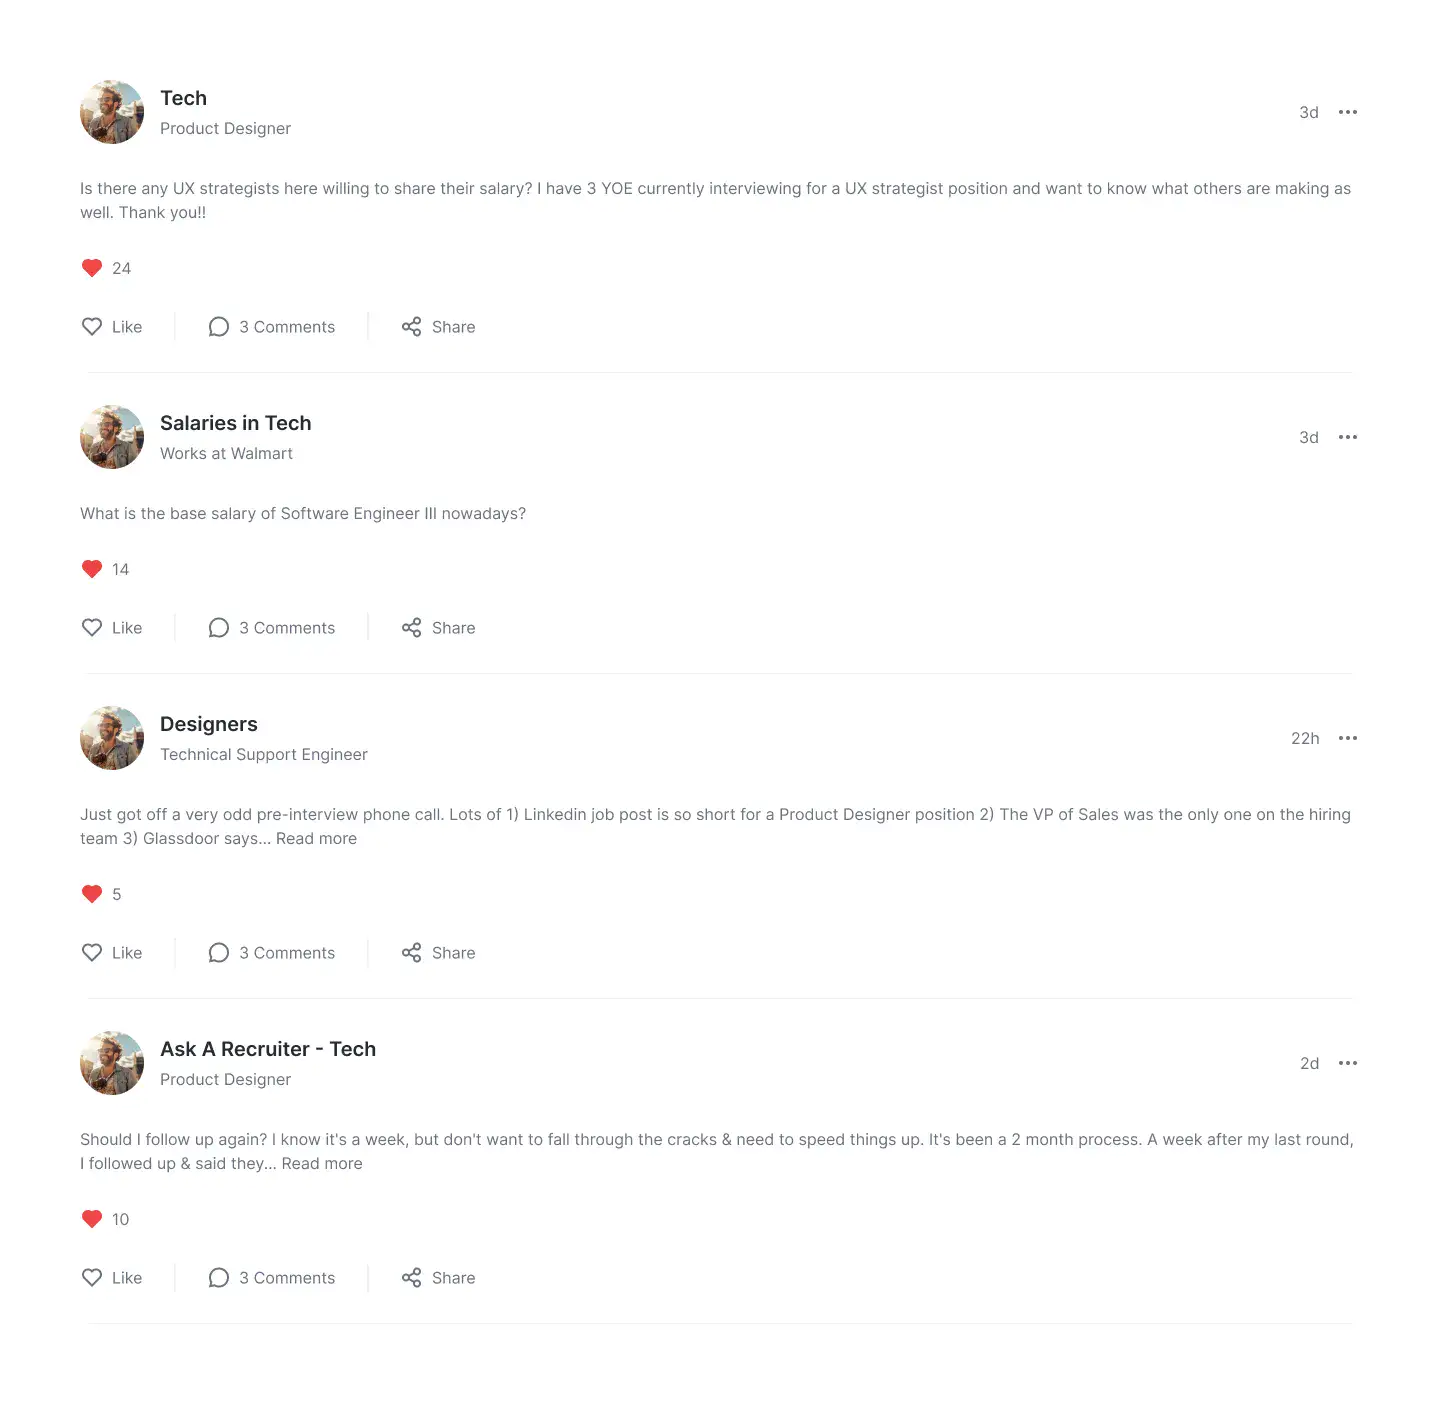 Tech
Product Designer
3d
Is there any UX strategists here willing to share their salary? I have 3 YOE currently interviewing for a UX strategist position and want to know what others are making as
well. Thank you!!
24
Like
3 Comments
Share
Salaries in Tech
Works at Walmart
3d
What is the base salary of Software Engineer III nowadays?
14
Like
3 Comments
Share
Designers
Technical Support Engineer
22h
Just got off a very odd pre-interview phone call. Lots of 1) Linkedin job post is so short for a Product Designer position 2) The VP of Sales was the only one on the hiring
team 3) Glassdoor says... Read more
5
Like
3 Comments
Share
Ask A Recruiter - Tech
Product Designer
2d
Should I follow up again? I know it's a week, but don't want to fall through the cracks & need to speed things up. It's been a 2 month process. A week after my last round,
I followed up & said they... Read more
10
Like
3 Comments
Share